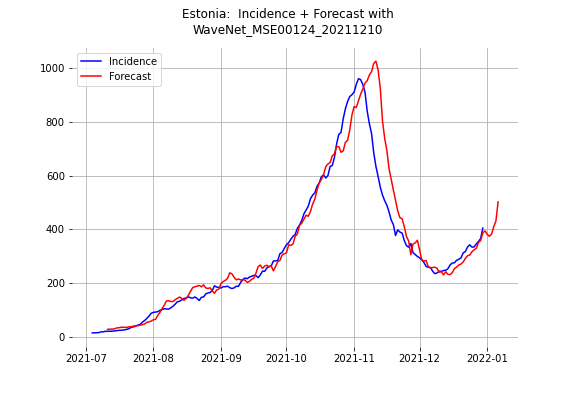 Estonia:  Incidence + Forecast with
WaveNet_MSE00124_20211210
Incidence
Forecast
1000
800
600
400
200
0
2021-07 2021-08 2021-09 2021-10 2021-11 2021-12 2022-01